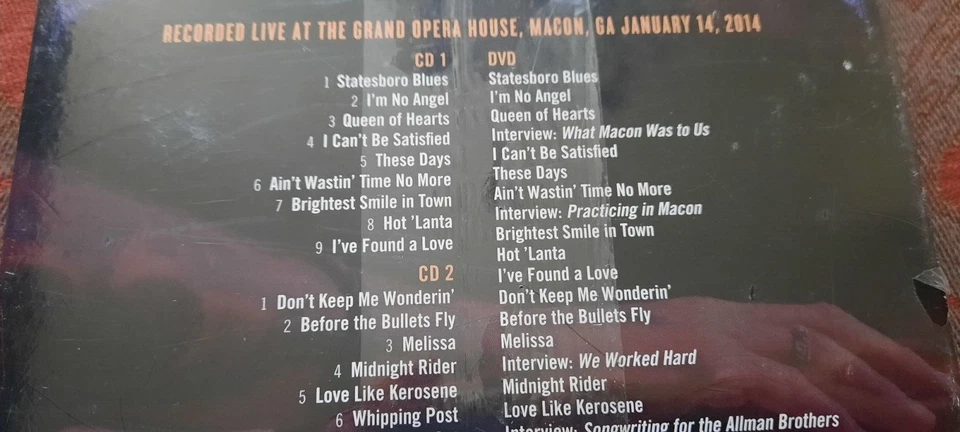 RECORDED LIVE AT THE GRAND OPERA HOUSE, MACON, GA JANUARY 14, 2014
CD 1
1 Statesboro Blues
2 I'm No Angel
3 Queen of Hearts
4 I Can't Be Satisfied
5 These Days
6 Ain't Wastin' Time No More
7 Brightest Smile in Town
8 Hot 'Lanta
9 I've Found a Love
CD 2
1 Don't Keep Me Wonderin'
2 Before the Bullets Fly
3 Melissa
4 Midnight Rider
5 Love Like Kerosene
6 Whipping Post
DVD
Statesboro Blues
I'm No Angel
Queen of Hearts
Interview: What Macon Was to Us
I Can't Be Satisfied
These Days
Ain't Wastin' Time No More
Interview: Practicing in Macon
Brightest Smile in Town
Hot 'Lanta
I've Found a Love
Don't Keep Me Wonderin'
Before the Bullets Fly
Melissa
Interview: We Worked Hard
Midnight Rider
Love Like Kerosene
Interview: Songwriting for the Allman Brothers